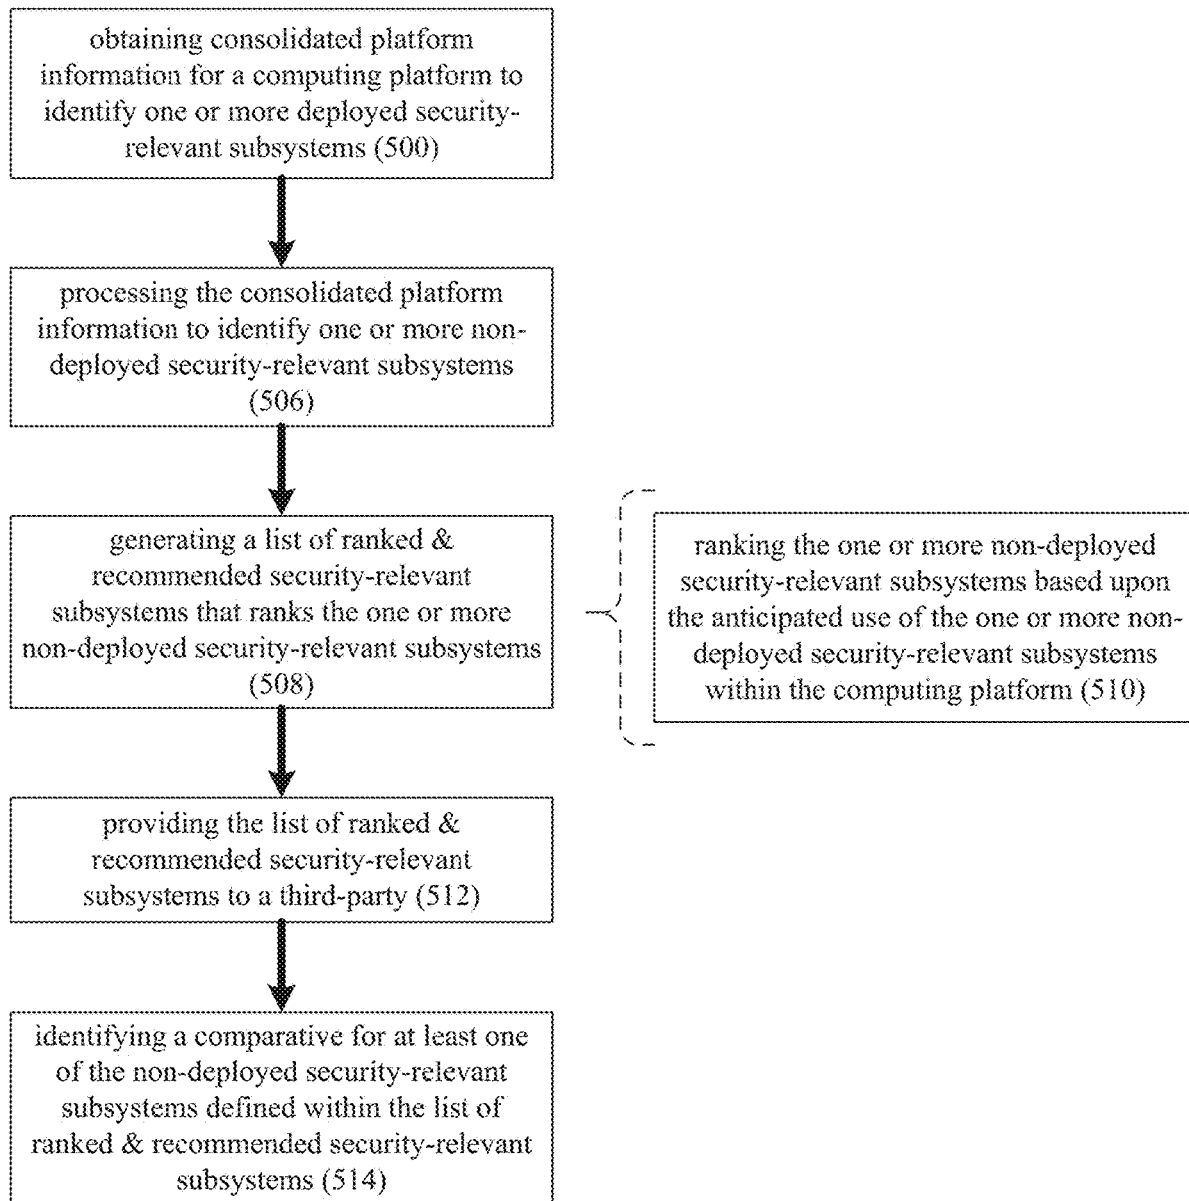 obtaining consolidated platform
information for a computing platform to
identify one or more deployed security-
relevant subsystems (500)
processing the consolidated platform
information to identify one or more non-
deployed security-relevant subsystems
(506)
generating a list of ranked &
recommended security-relevant
subsystems that ranks the one or more
non-deployed security-relevant subsystems
(508)
ranking the one or more non-deployed
security-relevant subsystems based upon
the anticipated use of the one or more non-
deployed security-relevant subsystems
within the computing platform (510)
providing the list of ranked &
recommended security-relevant
subsystems to a third-party (512)
identifying a comparative for at least one
of the non-deployed security-relevant
subsystems defined within the list of
ranked & recommended security-relevant
subsystems (514)